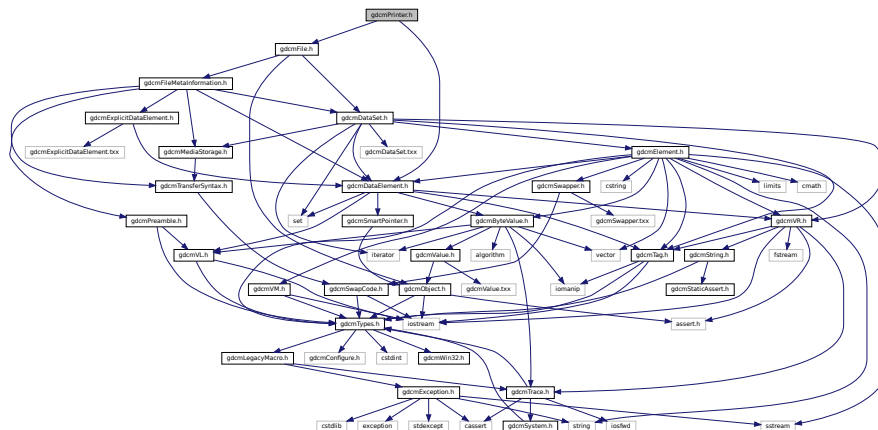 gdcmPrinter.h
gdcmFile.h
gdcmFileMetaInformation.h
gdcmExplicitDataElement.h
gdcmDataSet.h
gdcmExplicitDataElement.txx
gdcmMediaStorage.h
gdcmDataSet.txx
gdcmElement.h
gdcmTransferSyntax.h
gdcmDataElement.h
gdcmSwapper.h
cstring
limits
cmath
gdcmPreamble.h
set
gdcmSmartPointer.h
gdcmByteValue.h
gdcmSwapper.txx
gdcmVR.h
gdcmVL.h
iterator
gdcmValue.h
algorithm
vector
gdcmTag.h
gdcmString.h
fstream
gdcmVM.h
gdcmSwapCode.h
gdcmObject.h
gdcmValue.txx
iomanip
gdcmStaticAssert.h
gdcmTypes.h
iostream
assert.h
gdcmLegacyMacro.h
gdcmConfigure.h
cstdint
gdcmWin32.h
gdcmException.h
gdcmTrace.h
cstdlib
exception
stdexcept
cassert
gdcmSystem.h
string
iosfwd
sstream